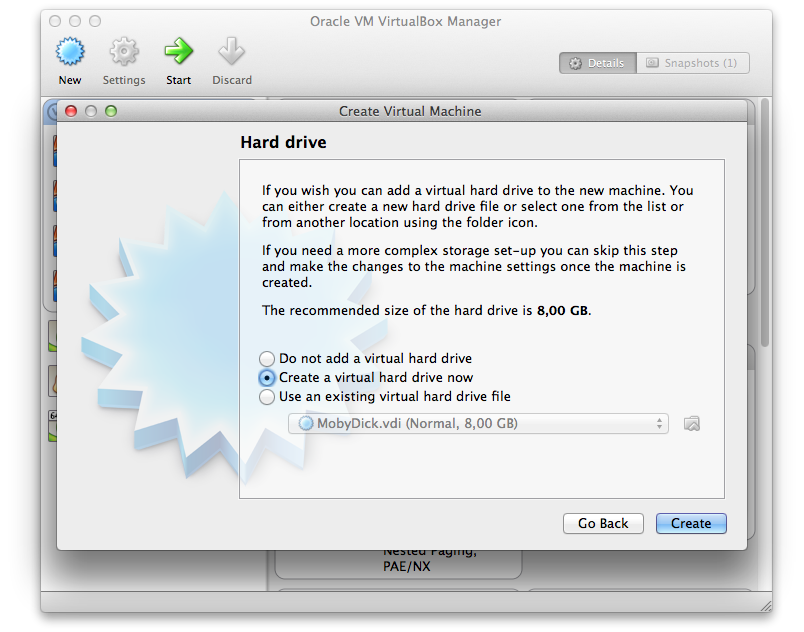 Oracle VM VirtualBox Manager
New
Settings
Start
Discard
Details
Snapshots (1)
Create Virtual Machine
Hard drive
If you wish you can add a virtual hard drive to the new machine. You
can either create a new hard drive file or select one from the list or
from another location using the folder icon.
If you need a more complex storage set-up you can skip this step
and make the changes to the machine settings once the machine is
created.
The recommended size of the hard drive is 8,00 GB.
Do not add a virtual hard drive
Create a virtual hard drive now
Use an existing virtual hard drive file
MobyDick.vdi (Normal, 8,00 GB)
Go Back
Create
Nested Paging,
PAE/NX